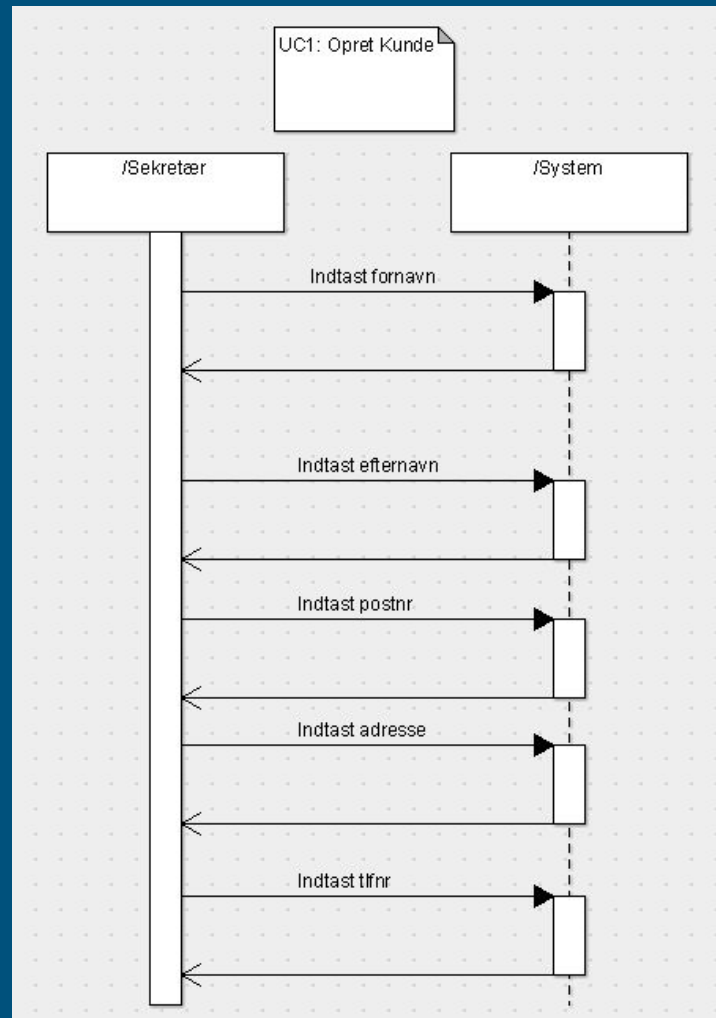 UC1: Opret Kunde
/Sekretær
/System
Indtast fornavn
Indtast efternavn
Indtast postnr
Indtast adresse
Indtast tlfnr